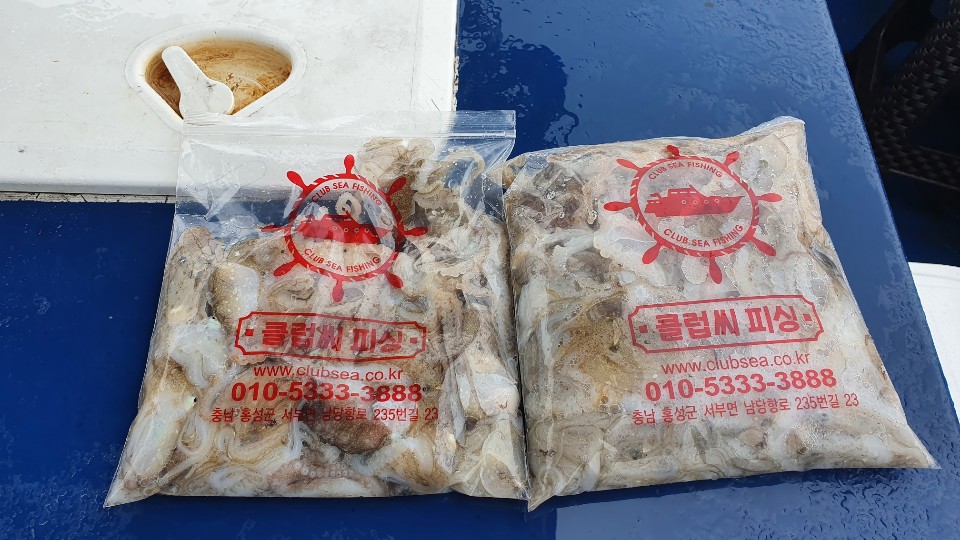 CLUB SEA FISHING
CLUB SEA FISHING
클럽씨 피싱
www.clubsea.co.kr
010-5333-3888
충남 홍성군 서부면 남당항로 235번길 23
CLUB SEA FISHING
CLUB SEA FISHING
클럽씨 피싱
www.clubsea.co.kr
010-5333-3888
충남 홍성군 서부면 남당항로 235번길 23